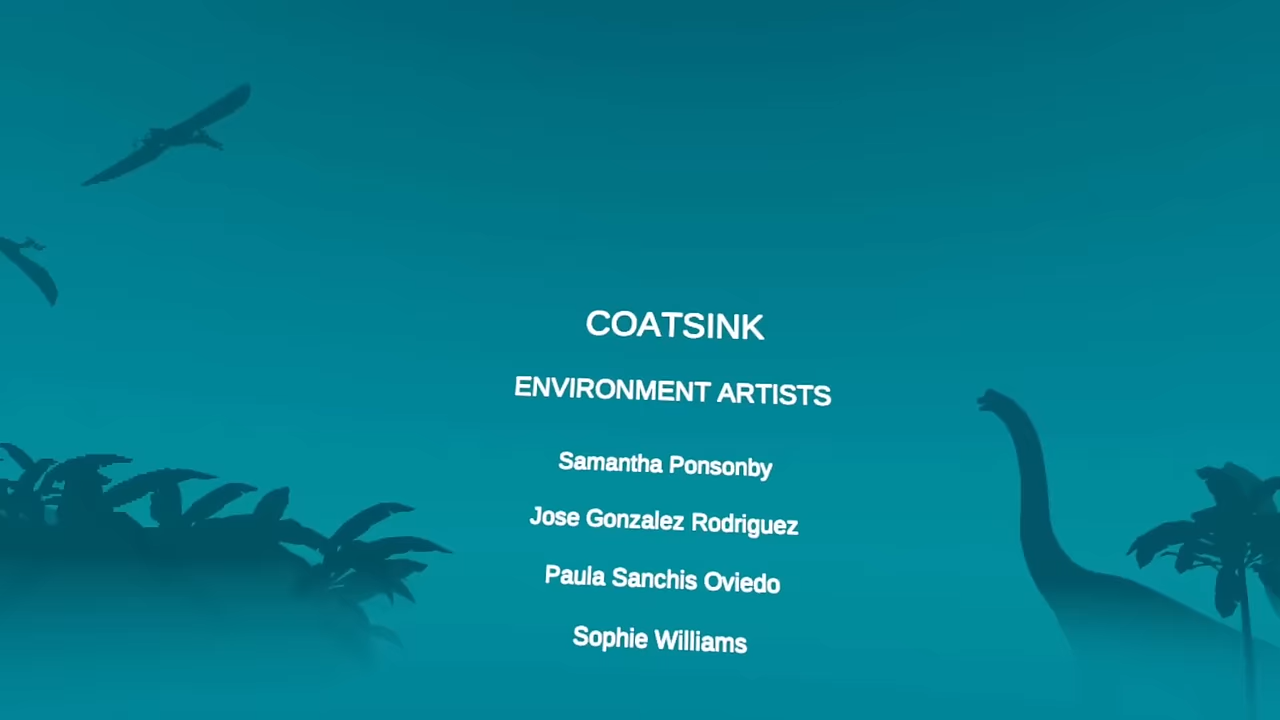 COATSINK
ENVIRONMENT ARTISTS
Samantha Ponsonby
Jose Gonzalez Rodriguez
Paula Sanchis Oviedo
Sophie Williams